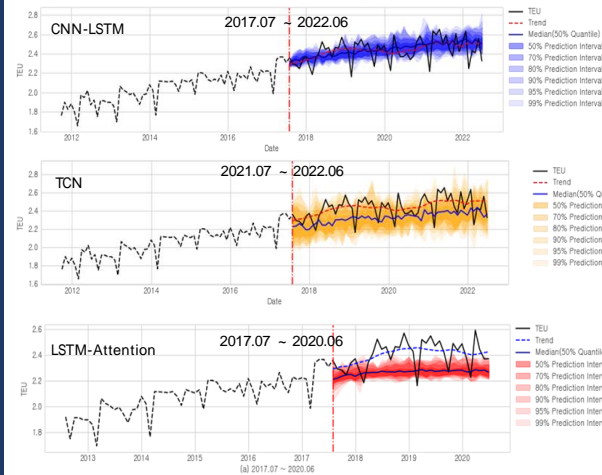 CNN-LSTM
2017.07 ~ 2022.06
2.8
2.6
2.4
2.2
2.0
1.8
1.6
TEU
2012
2014
2016
2018
2020
2022
Date
TEU
Trend
Median(50% Quantile)
50% Prediction Interval
70% Prediction Interval
80% Prediction Interval
90% Prediction Interval
95% Prediction Interval
99% Prediction Interval
TCN
2021.07 ~ 2022.06
2.8
2.6
2.4
2.2
2.0
1.8
1.6
TEU
2012
2014
2016
2018
2020
2022
Date
TEU
Trend
Median(50% Qu
50% Prediction
70% Prediction
80% Prediction
90% Prediction
95% Prediction
99% Prediction
LSTM-Attention
2017.07 ~ 2020.06
2.6
2.4
2.2
2.0
1.8
TEU
2013
2014
2015
2016
2017
2018
2019
2020
(a) 2017.07 ~ 2020.06
TEU
Trend
Median(50% Quantil
50% Prediction Inter
70% Prediction Inter
80% Prediction Inter
90% Prediction Inter
95% Prediction Inter
99% Prediction Inter